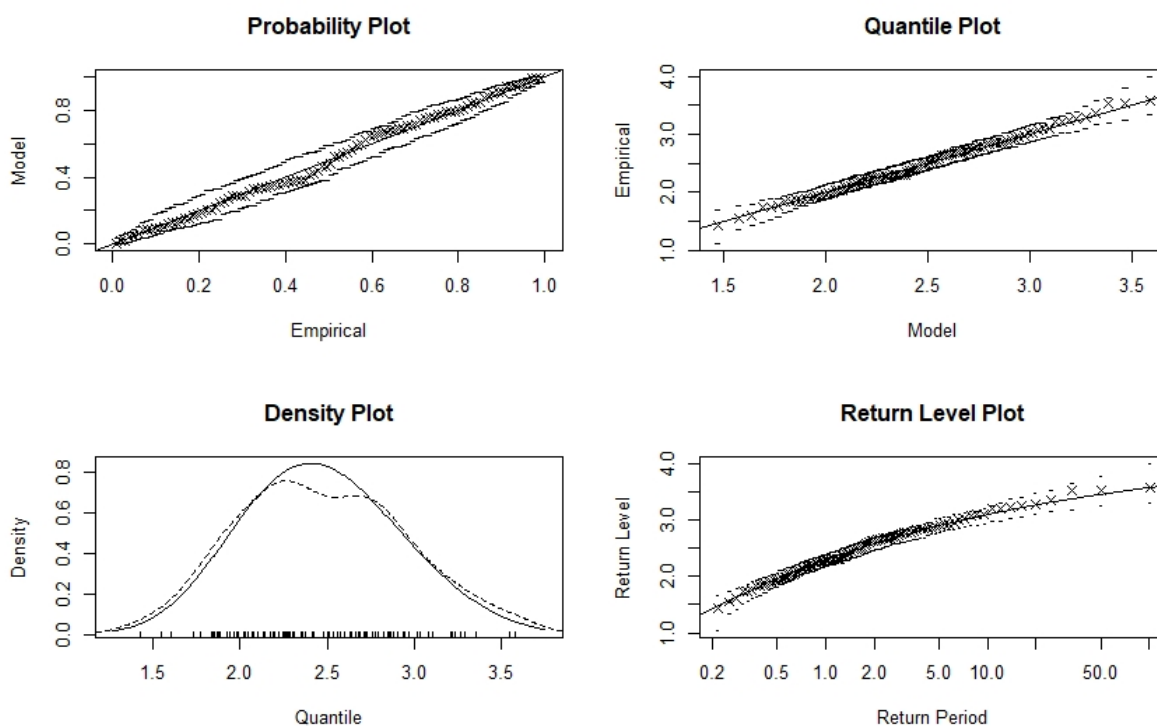 Probability Plot
Model
0.0 0.4 0.8
0.0 0.2 0.4 0.6 0.8 1.0
Empirical
Quantile Plot
Empirical
1.0 2.0 3.0 4.0
1.5 2.0 2.5 3.0 3.5
Model
Density Plot
Density
0.0 0.2 0.4 0.6 0.8
1.5 2.0 2.5 3.0 3.5
Quantile
Return Level Plot
Return Level
1.0 2.0 3.0 4.0
0.2 0.5 1.0 2.0 5.0 10.0 50.0
Return Period